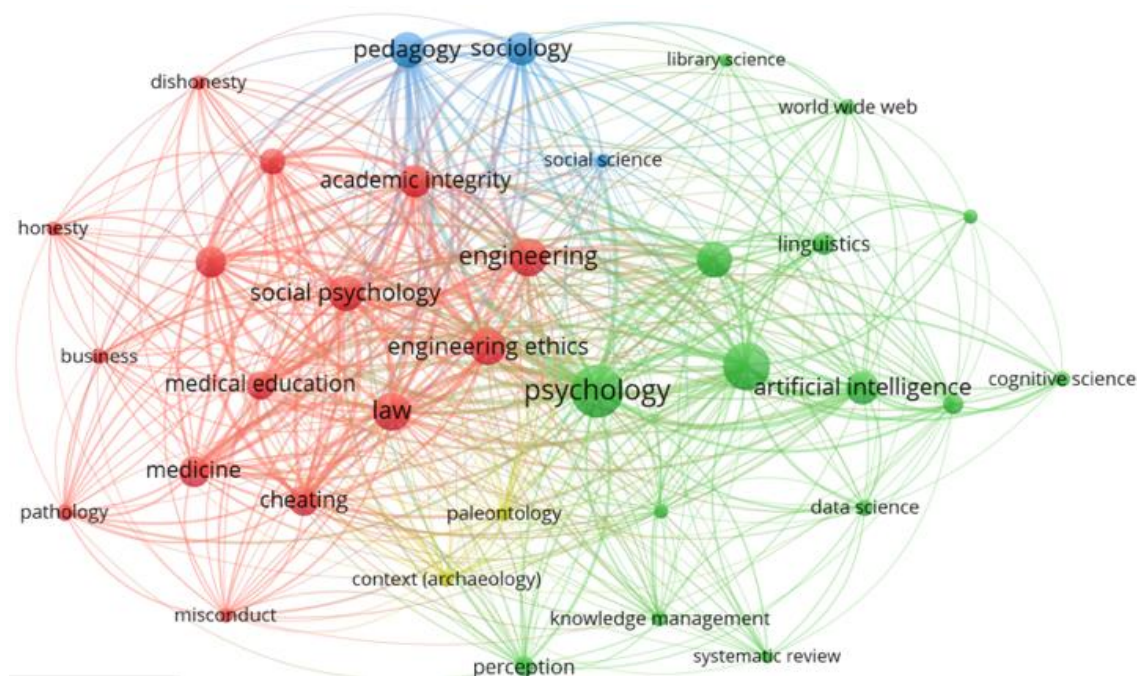 pedagogy
sociology
library science
dishonesty
world wide web
social science
academic integrity
honesty
linguistics
engineering
social psychology
engineering ethics
business
medical education
psychology
artificial intelligence
cognitive science
law
medicine
cheating
pathology
paleontology
data science
context (archaeology)
misconduct
knowledge management
perception
systematic review